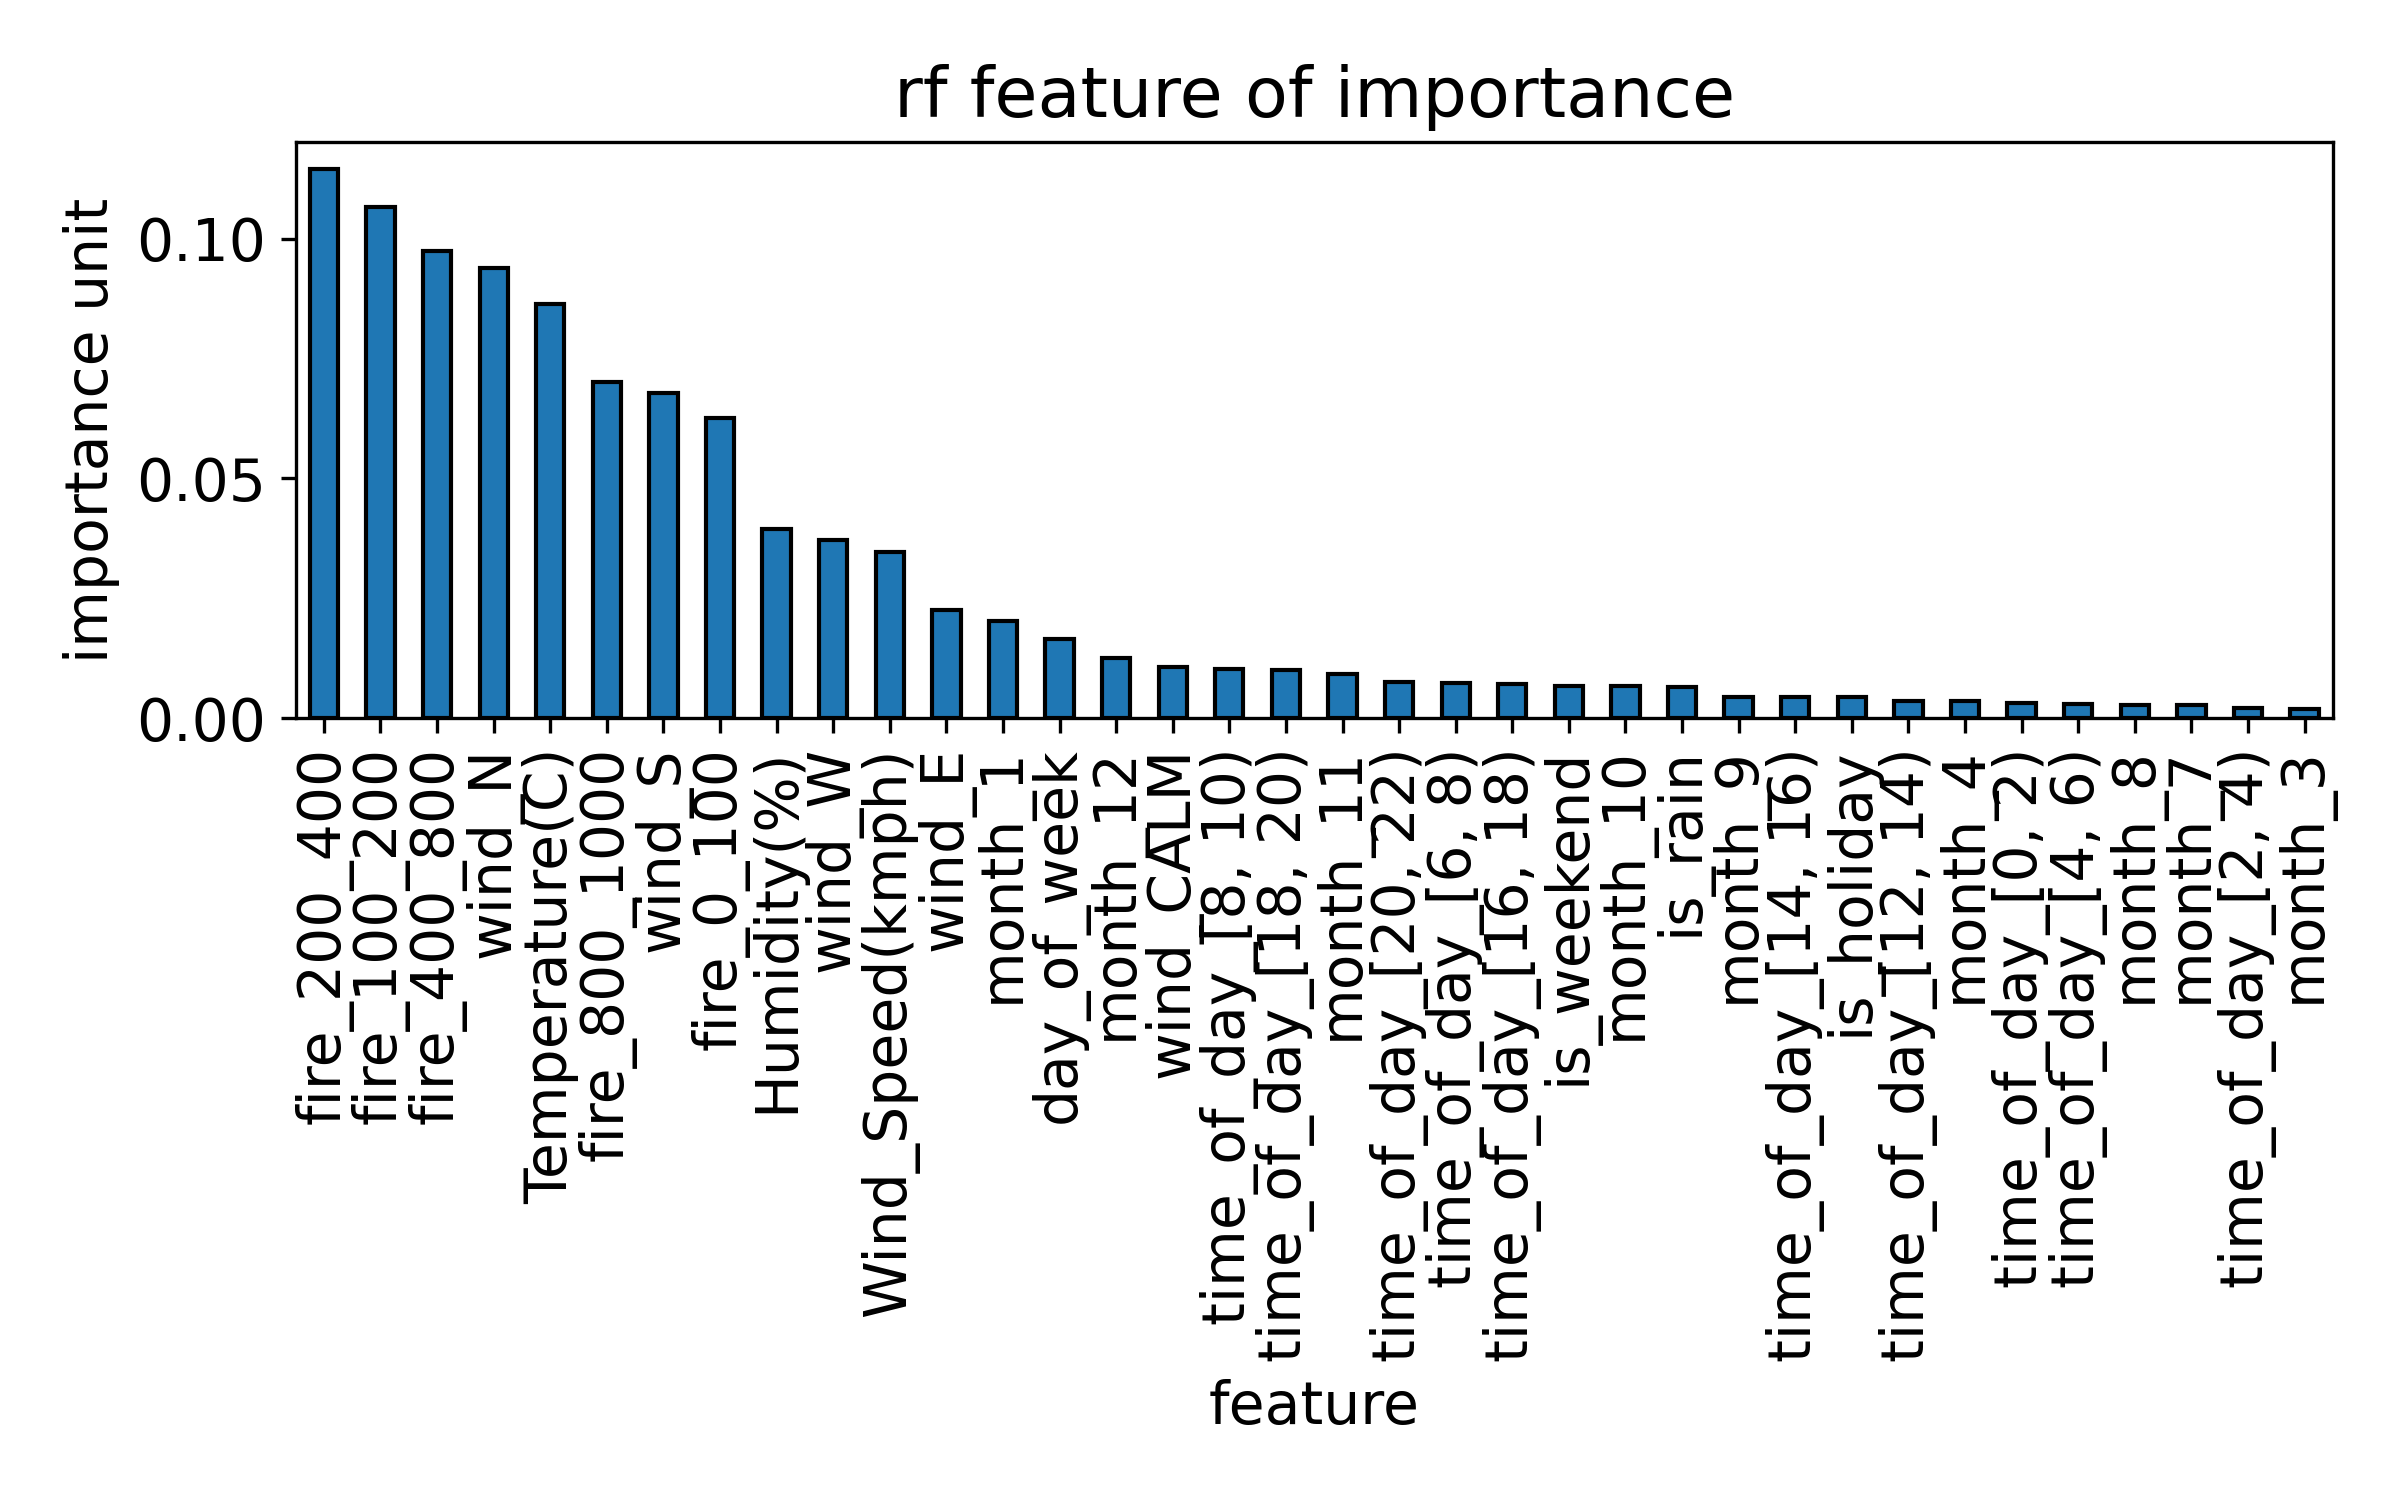 rf feature of importance
importance unit
0.10
0.05
0.00
fire_200_400
fire_100_200
fire_400_800
wind_N
Temperature(C)
fire_800_1000
wind_S
fire_0_100
Humidity(%)
wind_W
Wind_Speed(kmph)
wind_E
month_1
day_of_week
month_12
wind_CALM
time_of_day_[8, 10)
time_of_day_[18, 20)
month_11
time_of_day_[20, 22)
time_of_day_[6, 8)
time_of_day_[16, 18)
is_weekend
month_10
is_rain
month_9
time_of_day_[14, 16)
is_holiday
time_of_day_[12, 14)
month_4
time_of_day_[0, 2)
time_of_day_[4, 6)
month_8
month_7
time_of_day_[2, 4)
month_3
feature